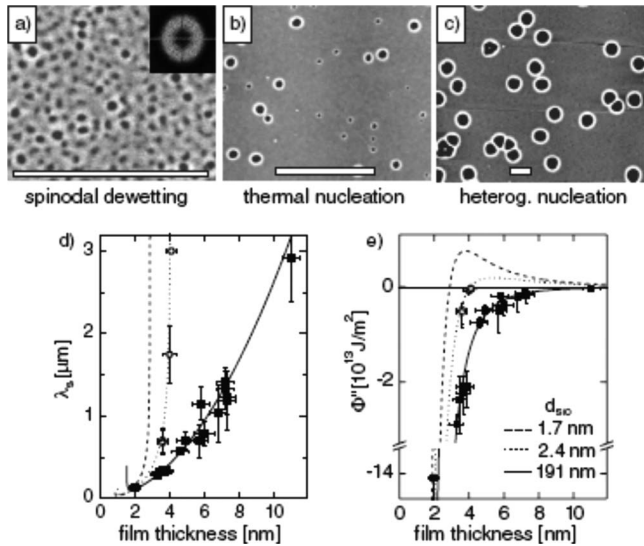 a)
b)
c)
spinodal dewetting
thermal nucleation
heterog. nucleation
d)
3
2
1
0
λs [μm]
0 2 4 6 8 10
film thickness [nm]
e)
0
-2
-14
Φ"[10¹³J/m²]
d SiO
1.7 nm
2.4 nm
191 nm
0 2 4 6 8 10
film thickness [nm]